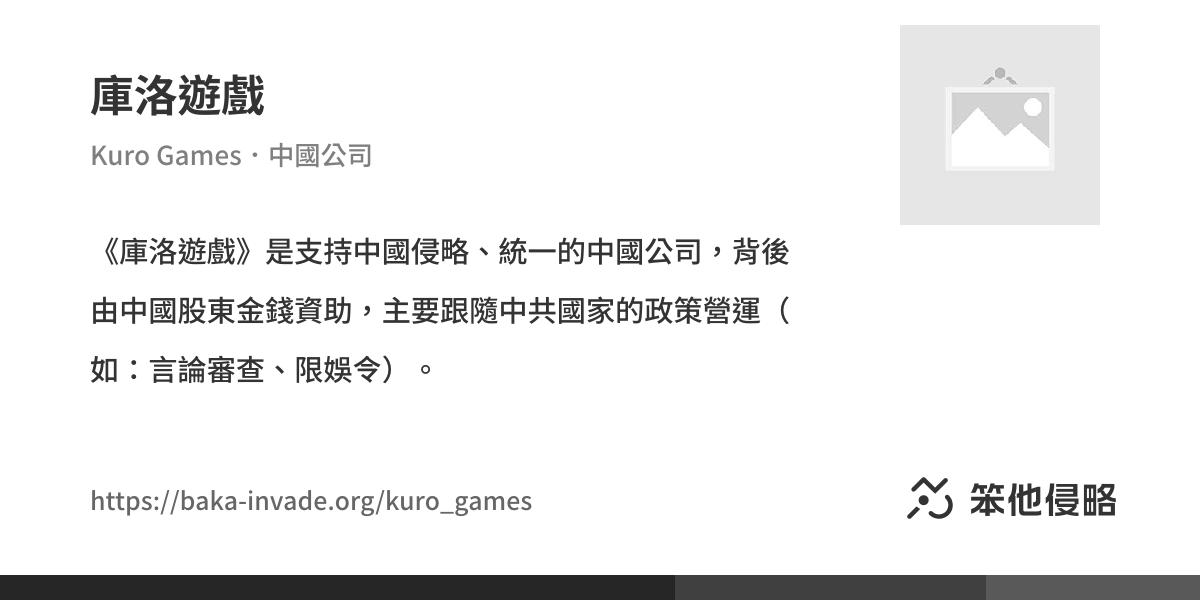 庫洛遊戲
Kuro Games・中國公司
《庫洛遊戲》是支持中國侵略、統一的中國公司，背後
由中國股東金錢資助，主要跟隨中共國家的政策營運（
如：言論審查、限娛令）。
https://baka-invade.org/kuro_games
笨他侵略